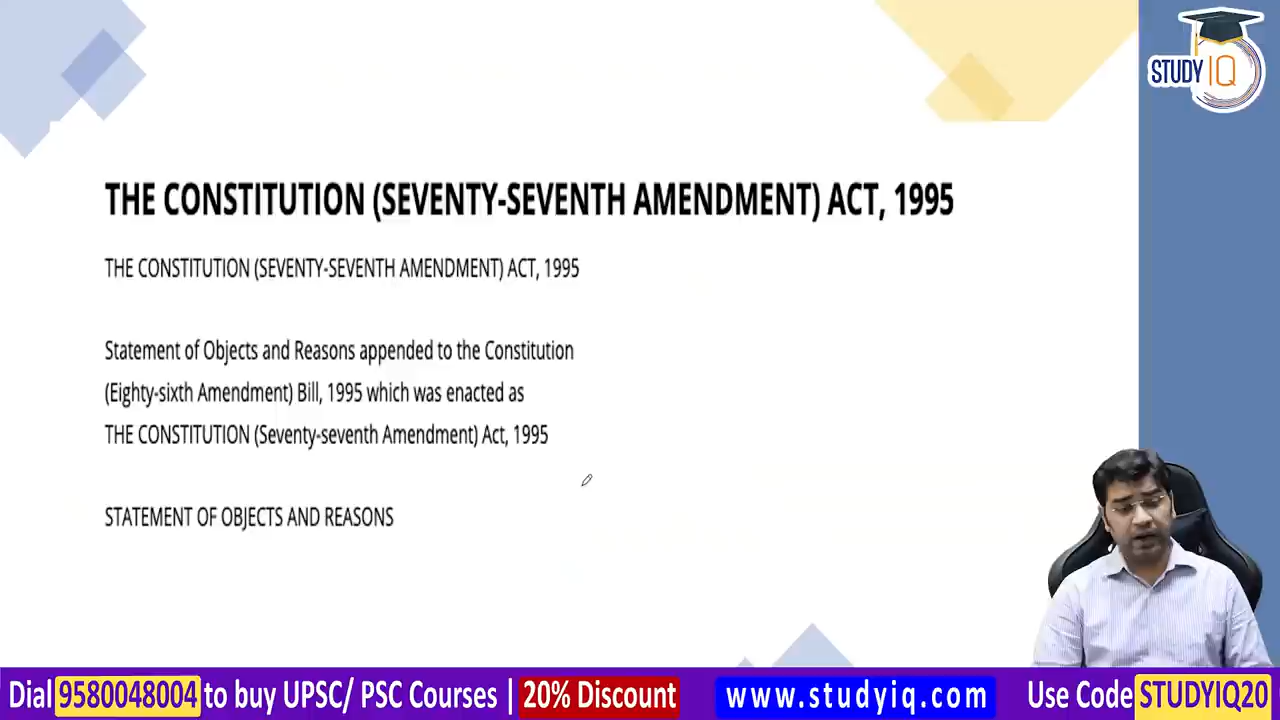 STUDY IQ
THE CONSTITUTION (SEVENTY-SEVENTH AMENDMENT) ACT, 1995
THE CONSTITUTION (SEVENTY-SEVENTH AMENDMENT) ACT, 1995
Statement of Objects and Reasons appended to the Constitution
(Eighty-sixth Amendment) Bill, 1995 which was enacted as
THE CONSTITUTION (Seventy-seventh Amendment) Act, 1995
STATEMENT OF OBJECTS AND REASONS
Dial 9580048004 to buy UPSC/ PSC Courses | 20% Discount www.studyiq.com Use Code STUDYIQ20